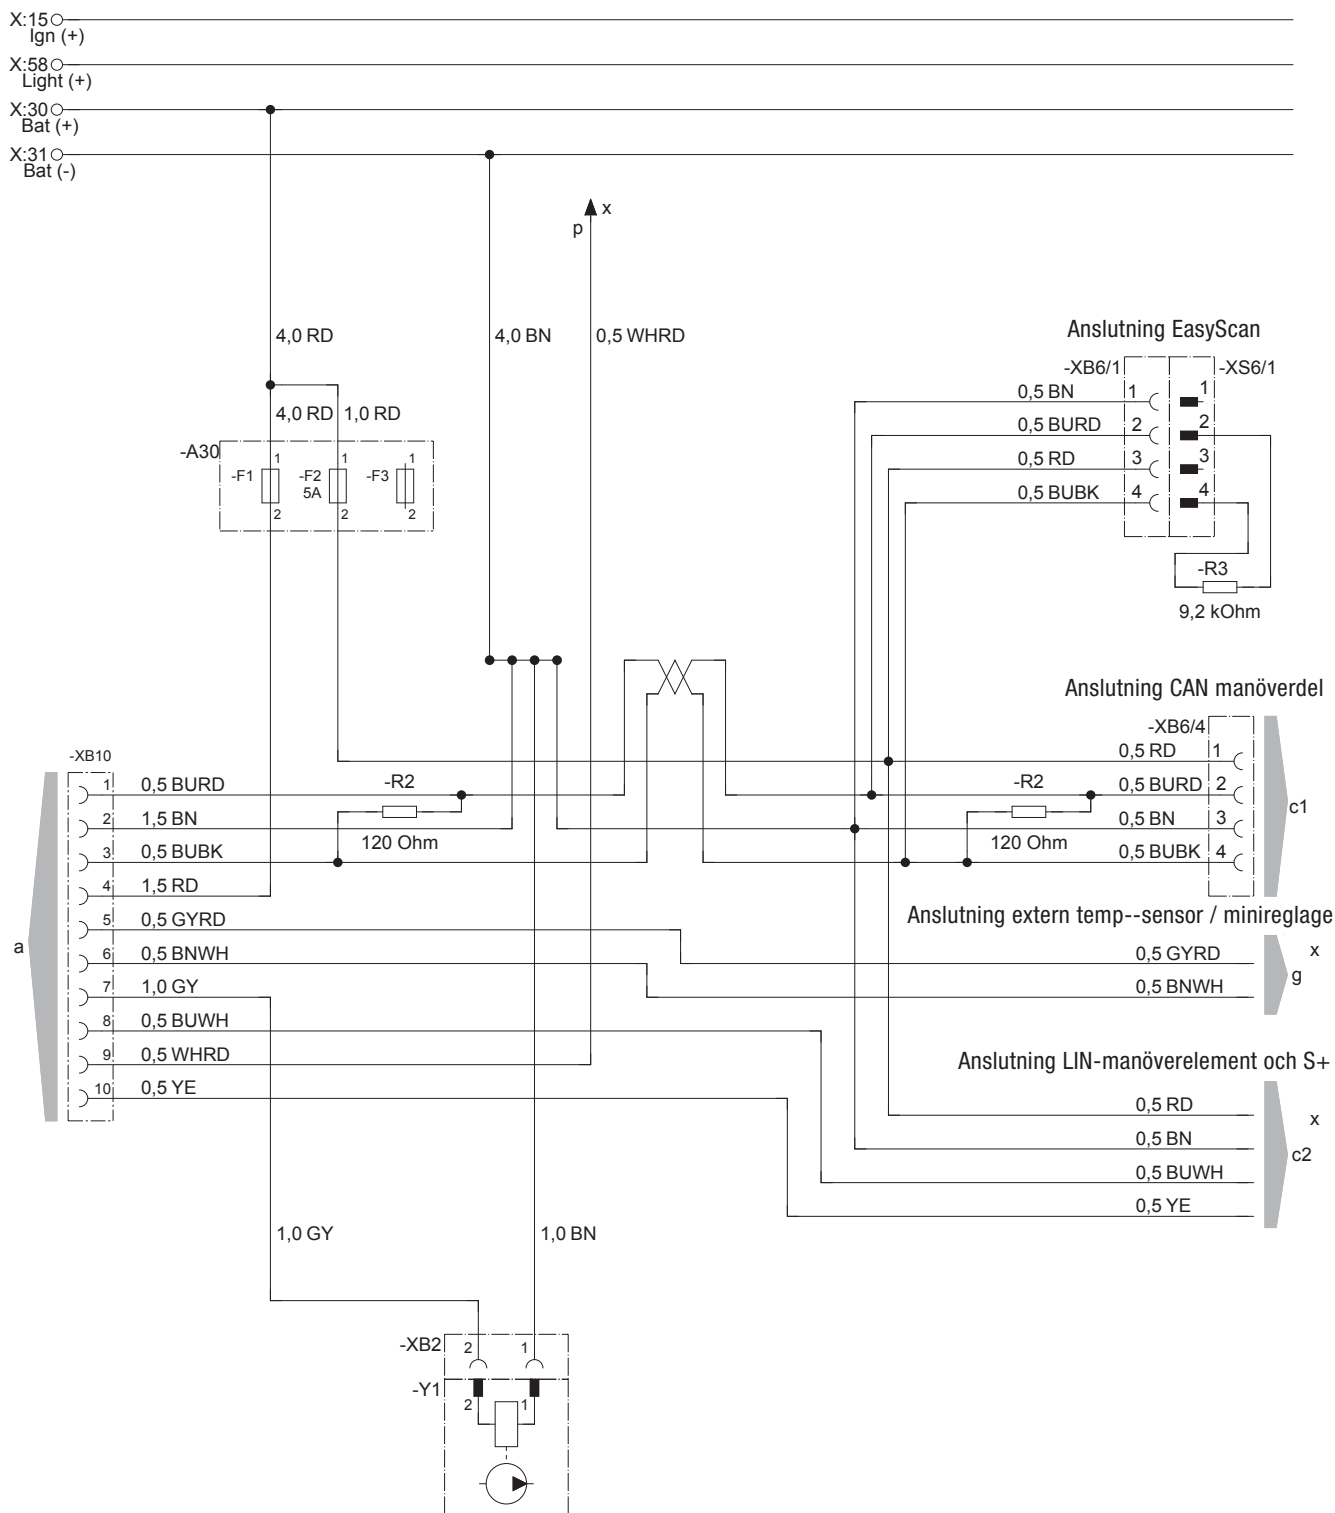 X:15
Ign (+)
X:58
Light (+)
X:30
Bat (+)
X:31
Bat (-)
x
p
4,0 RD
4,0 BN
0,5 WHRD
4,0 RD
1,0 RD
-A30
-F1
1
2
-F2
5A
1
2
-F3
1
2
Anslutning EasyScan
-XB6/1
-XS6/1
0,5 BN
1
1
0,5 BURD
2
2
0,5 RD
3
3
0,5 BUBK
4
4
-R3
9,2 kOhm
Anslutning CAN manöverdel
-XB6/4
0,5 RD
1
0,5 BURD
2
0,5 BN
3
0,5 BUBK
4
c1
-R2
120 Ohm
-R2
120 Ohm
-XB10
a
1
0,5 BURD
2
1,5 BN
3
0,5 BUBK
4
1,5 RD
5
0,5 GYRD
6
0,5 BNWH
7
1,0 GY
8
0,5 BUWH
9
0,5 WHRD
10
0,5 YE
Anslutning extern temp--sensor / minireglage
0,5 GYRD
0,5 BNWH
x
g
Anslutning LIN-manöverelement och S+
0,5 RD
0,5 BN
0,5 BUWH
0,5 YE
x
c2
1,0 GY
1,0 BN
-XB2
2
1
-Y1
2
1